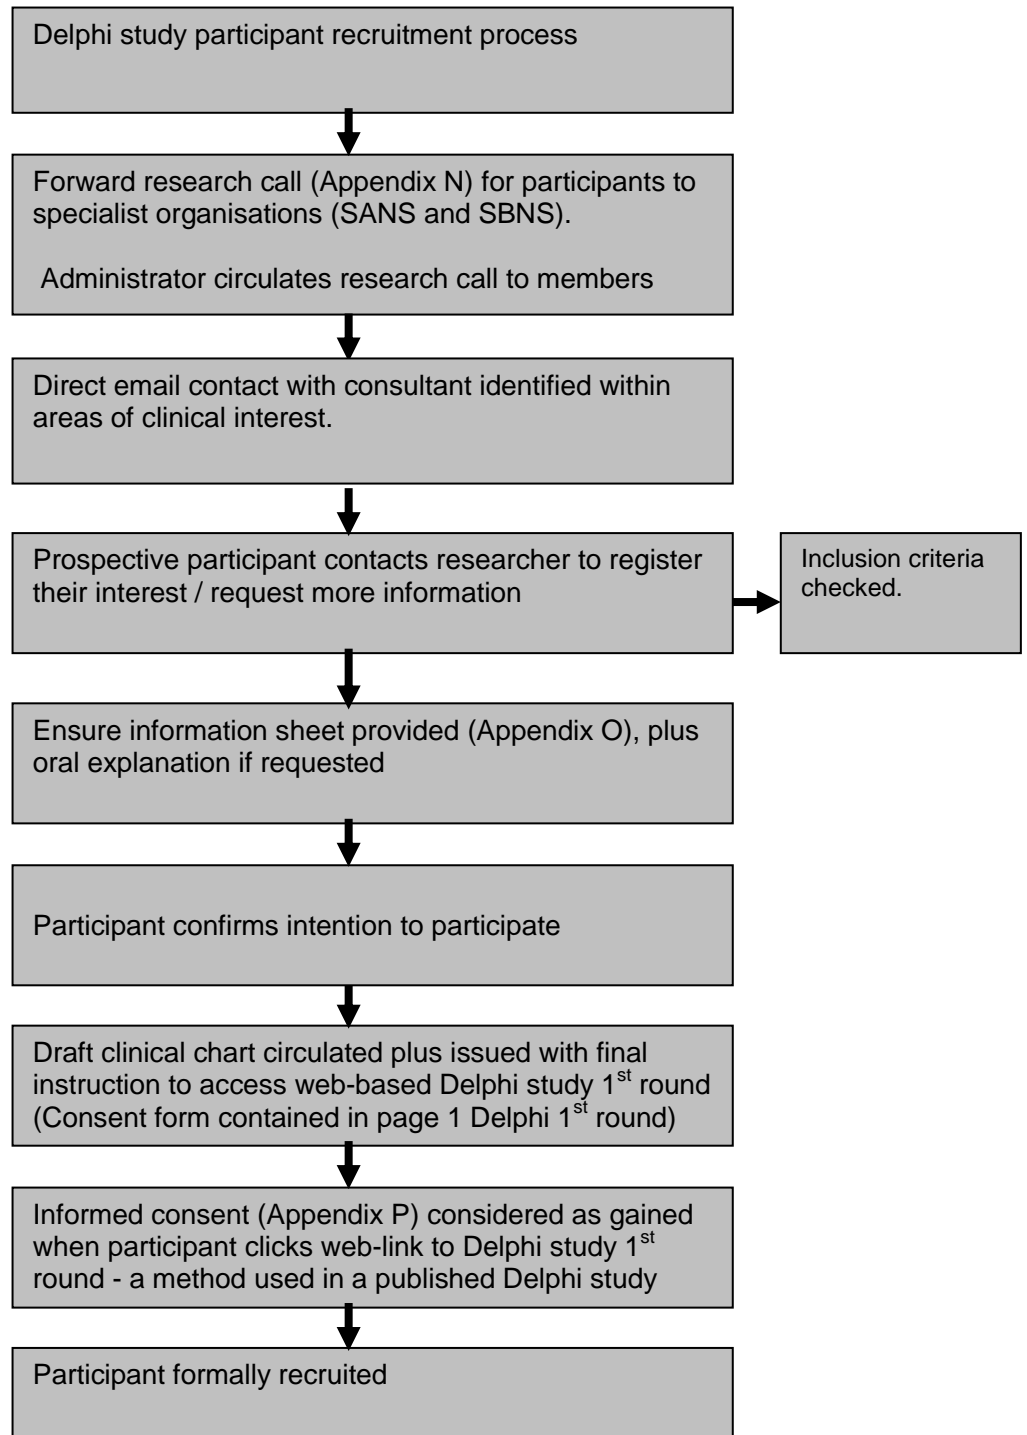 Delphi study participant recruitment process
Forward research call (Appendix N) for participants to
specialist organisations (SANS and SBNS).
Administrator circulates research call to members
Direct email contact with consultant identified within
areas of clinical interest.
Prospective participant contacts researcher to register
their interest / request more information
Inclusion criteria
checked.
Ensure information sheet provided (Appendix O), plus
oral explanation if requested
Participant confirms intention to participate
Draft clinical chart circulated plus issued with final
instruction to access web-based Delphi study 1st round
(Consent form contained in page 1 Delphi 1st round)
Informed consent (Appendix P) considered as gained
when participant clicks web-link to Delphi study 1st
round - a method used in a published Delphi study
Participant formally recruited